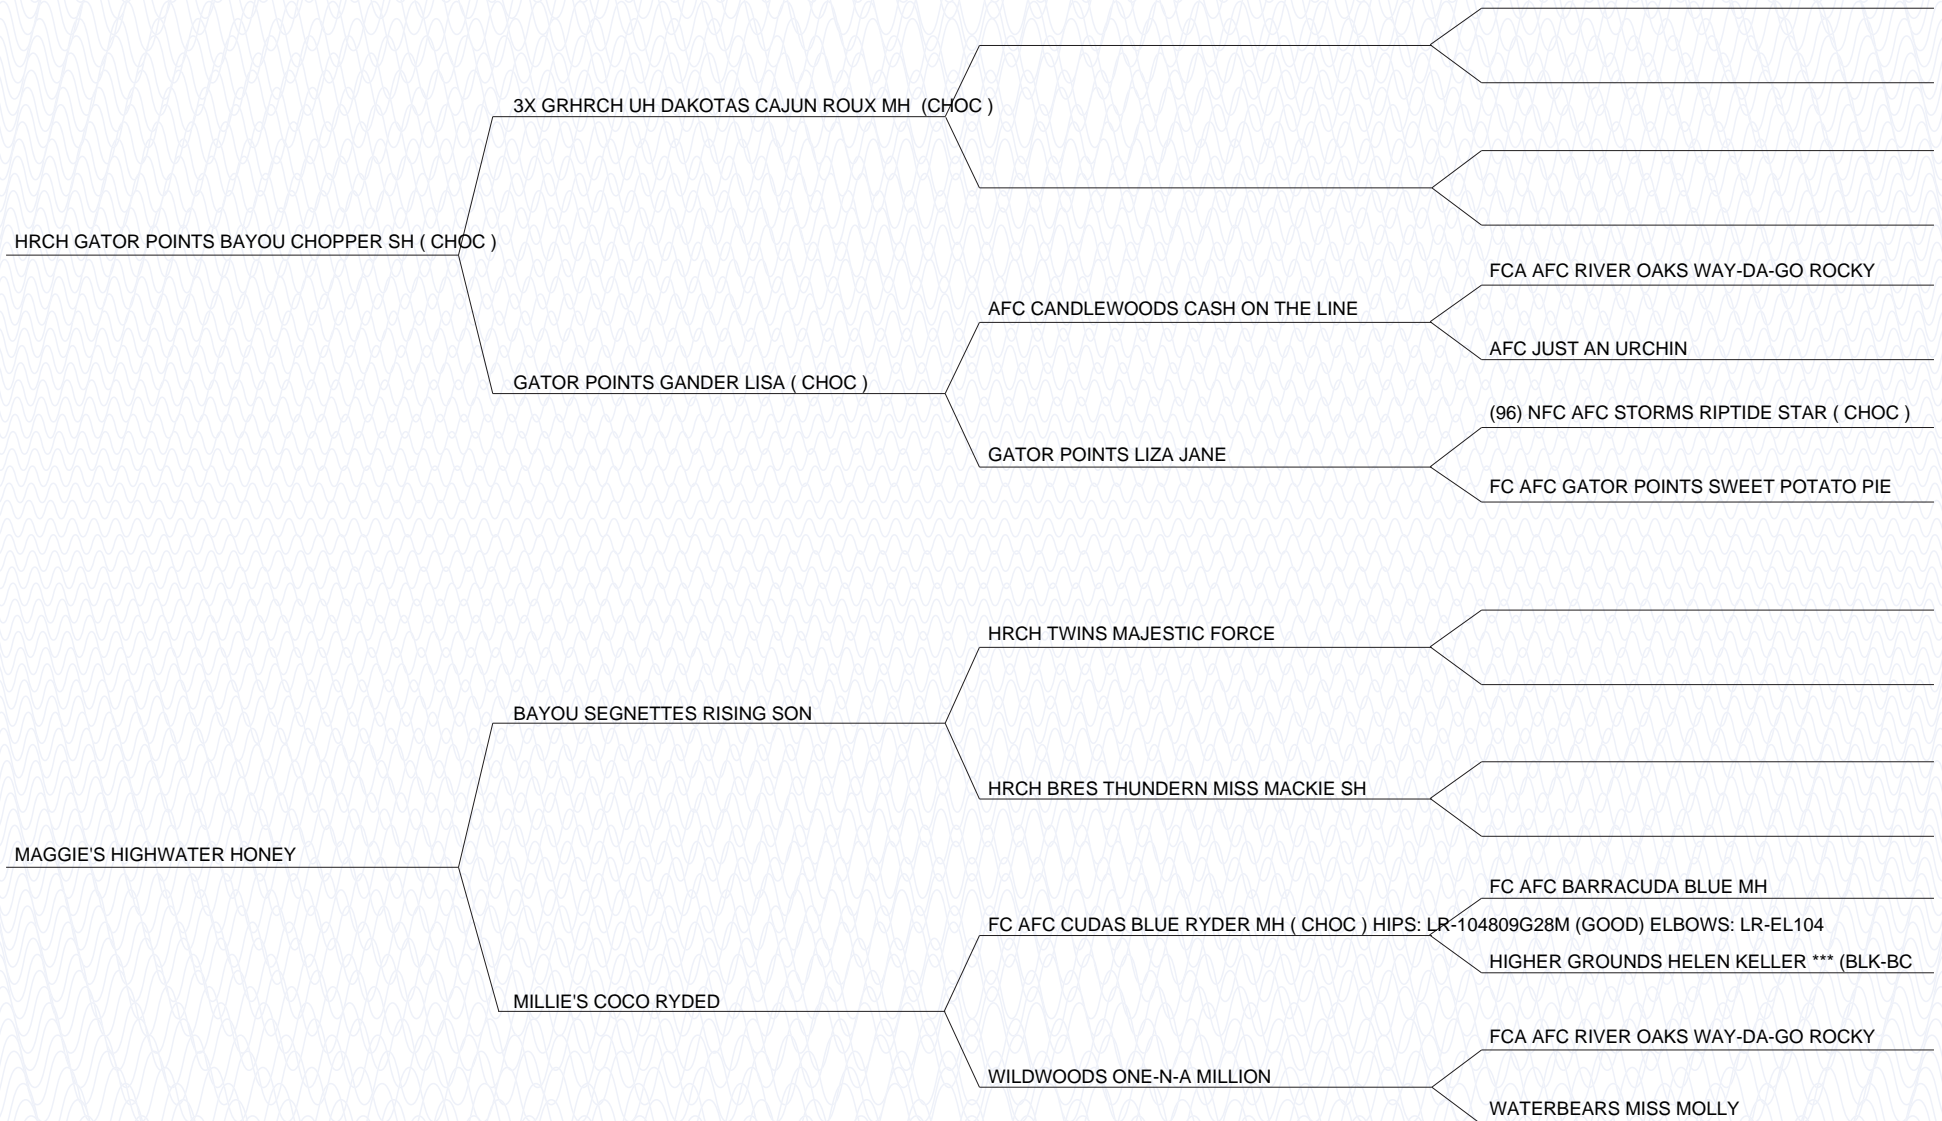 3X GRHRCH UH DAKOTAS CAJUN ROUX MH (CHOC )
HRCH GATOR POINTS BAYOU CHOPPER SH ( CHOC )
FCA AFC RIVER OAKS WAY-DA-GO ROCKY
AFC CANDLEWOODS CASH ON THE LINE
AFC JUST AN URCHIN
GATOR POINTS GANDER LISA ( CHOC )
(96) NFC AFC STORMS RIPTIDE STAR ( CHOC )
GATOR POINTS LIZA JANE
FC AFC GATOR POINTS SWEET POTATO PIE
HRCH TWINS MAJESTIC FORCE
BAYOU SEGNETTES RISING SON
HRCH BRES THUNDERN MISS MACKIE SH
MAGGIE'S HIGHWATER HONEY
FC AFC BARRACUDA BLUE MH
FC AFC CUDAS BLUE RYDER MH ( CHOC ) HIPS: LR-104809G28M (GOOD) ELBOWS: LR-EL104
HIGHER GROUNDS HELEN KELLER *** (BLK-BC
MILLIE'S COCO RYDED
FCA AFC RIVER OAKS WAY-DA-GO ROCKY
WILDWOODS ONE-N-A MILLION
WATERBEARS MISS MOLLY